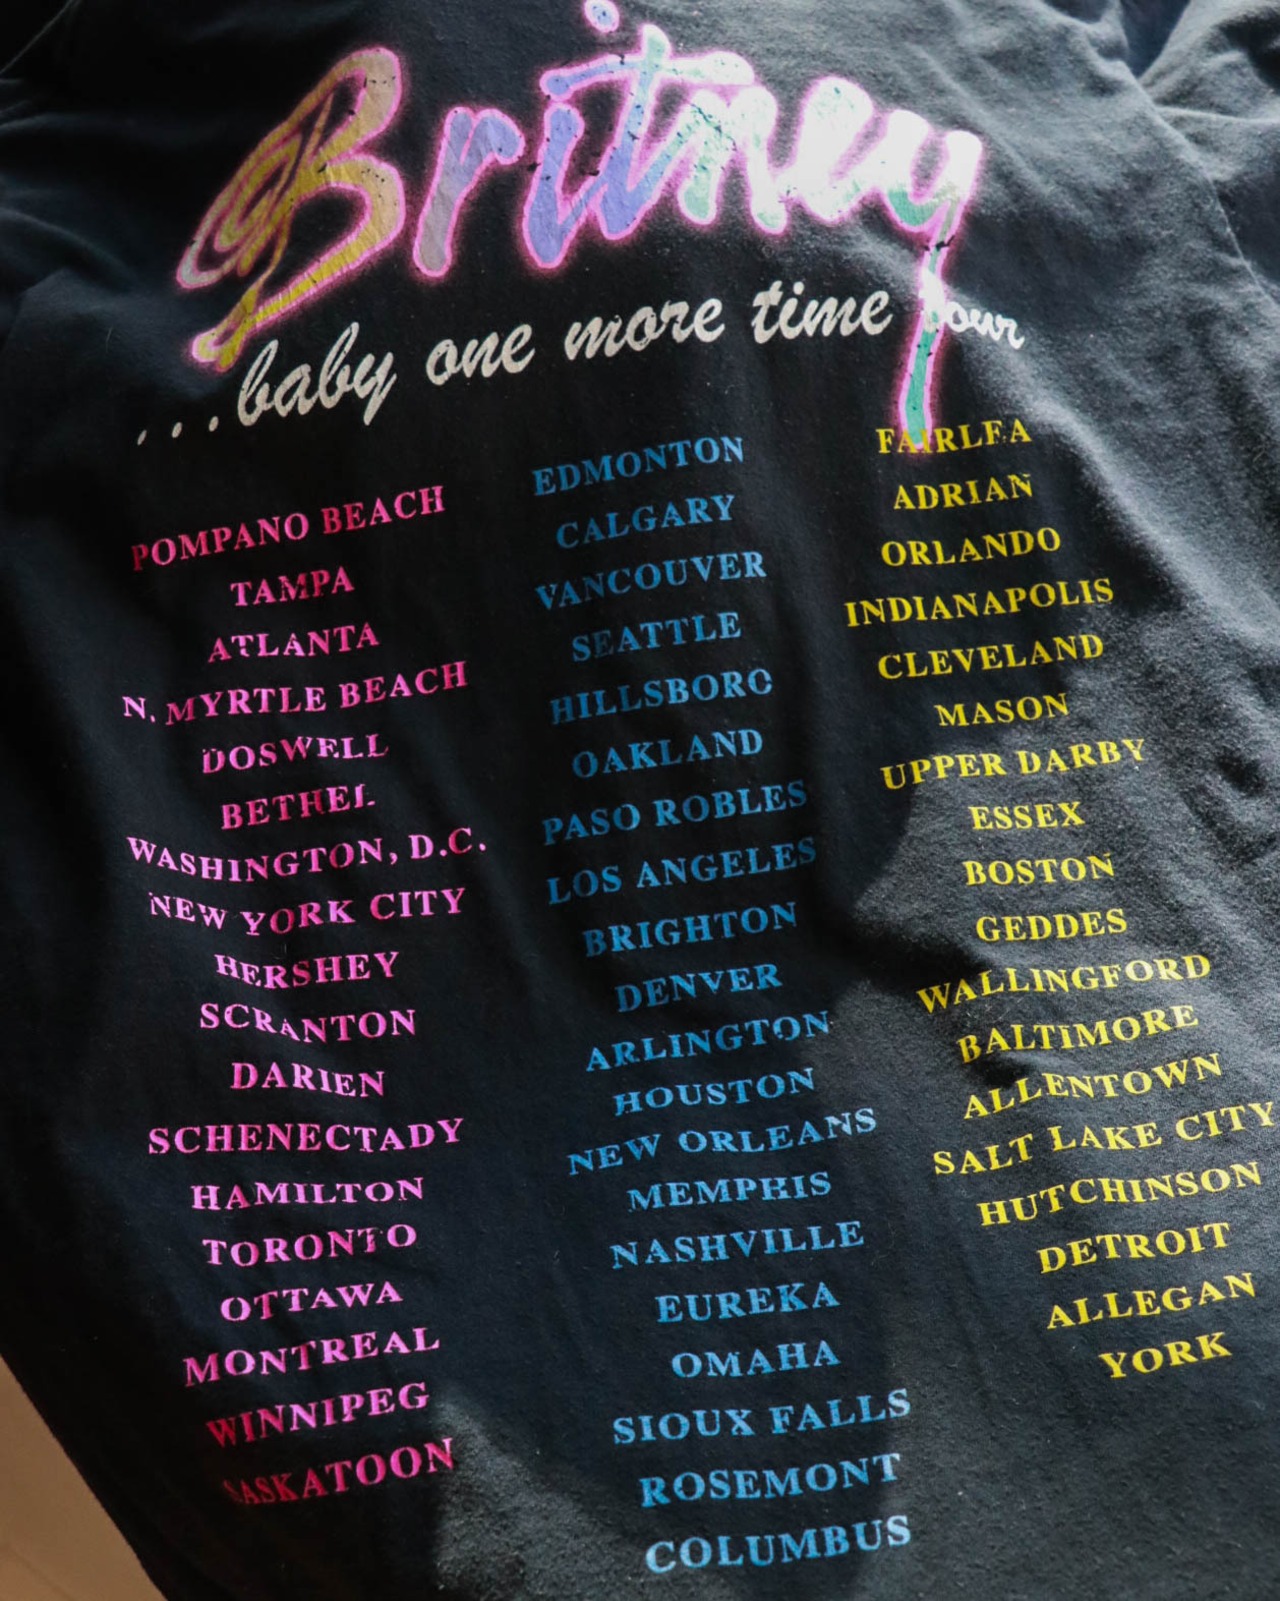 Britney
...baby one more time tour
POMPANO BEACH
TAMPA
ATLANTA
N. MYRTLE BEACH
DOSWELL
BETHEL
WASHINGTON, D.C.
NEW YORK CITY
HERSHEY
SCRANTON
DARIEN
SCHENECTADY
HAMILTON
TORONTO
OTTAWA
MONTREAL
WINNIPEG
SASKATOON
EDMONTON
CALGARY
VANCOUVER
SEATTLE
HILLSBORO
OAKLAND
PASO ROBLES
LOS ANGELES
BRIGHTON
DENVER
ARLINGTON
HOUSTON
NEW ORLEANS
MEMPHIS
NASHVILLE
EUREKA
OMAHA
SIOUX FALLS
ROSEMONT
COLUMBUS
FAIRLEA
ADRIAN
ORLANDO
INDIANAPOLIS
CLEVELAND
MASON
UPPER DARBY
ESSEX
BOSTON
GEDDES
WALLINGFORD
BALTIMORE
ALLENTOWN
SALT LAKE CITY
HUTCHINSON
DETROIT
ALLEGAN
YORK